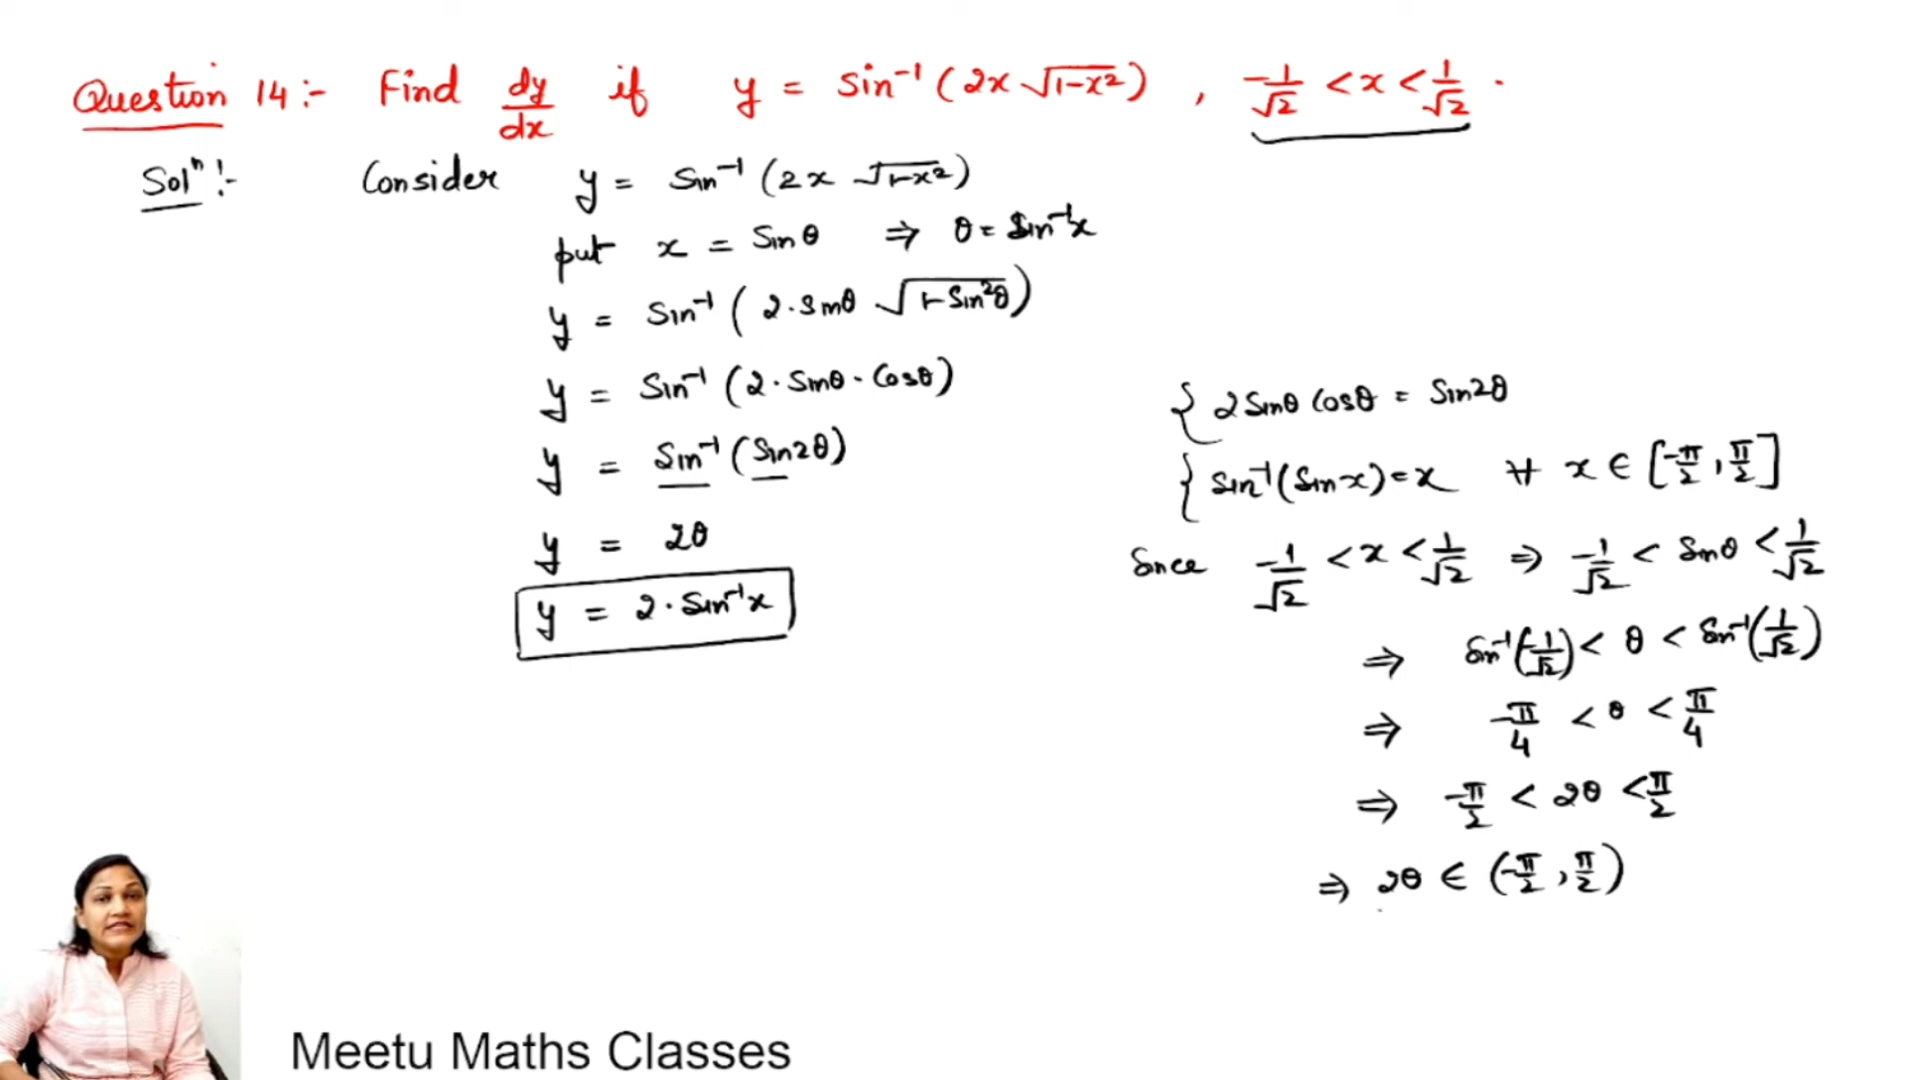 Question 14:- Find dy/dx if y = Sin⁻¹(2x √1-x²) , -1/√2 < x < 1/√2 .
Solⁿ:- Consider y = Sin⁻¹(2x √1-x²)
put x = Sinθ ⇒ θ = Sin⁻¹x
y = Sin⁻¹(2·Sinθ √1-Sin²θ)
y = Sin⁻¹(2·Sinθ·Cosθ)
y = Sin⁻¹(Sin2θ)
y = 2θ
y = 2·Sin⁻¹x
{ 2Sinθ Cosθ = Sin2θ
{ Sin⁻¹(Sinx)=x ∀ x ∈ [-π/2, π/2]
Since -1/√2 < x < 1/√2 ⇒ -1/√2 < Sinθ < 1/√2
⇒ Sin⁻¹(-1/√2) < θ < Sin⁻¹(1/√2)
⇒ -π/4 < θ < π/4
⇒ -π/2 < 2θ < π/2
⇒ 2θ ∈ (-π/2, π/2)
Meetu Maths Classes